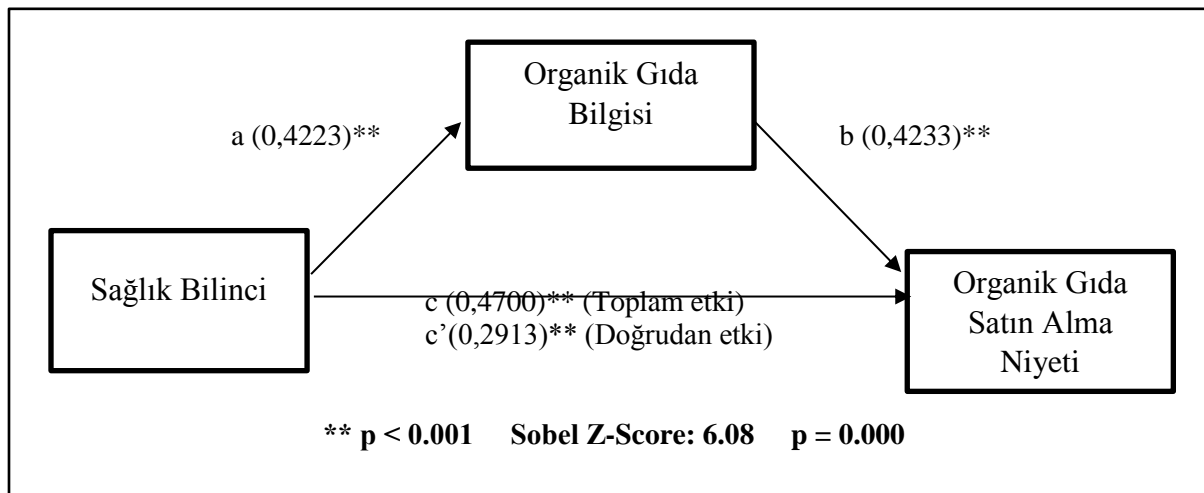 Organik Gıda
Bilgisi
a (0,4223)**
b (0,4233)**
Sağlık Bilinci
c (0,4700)** (Toplam etki)
c’(0,2913)** (Doğrudan etki)
Organik Gıda
Satın Alma
Niyeti
** p < 0.001 Sobel Z-Score: 6.08 p = 0.000